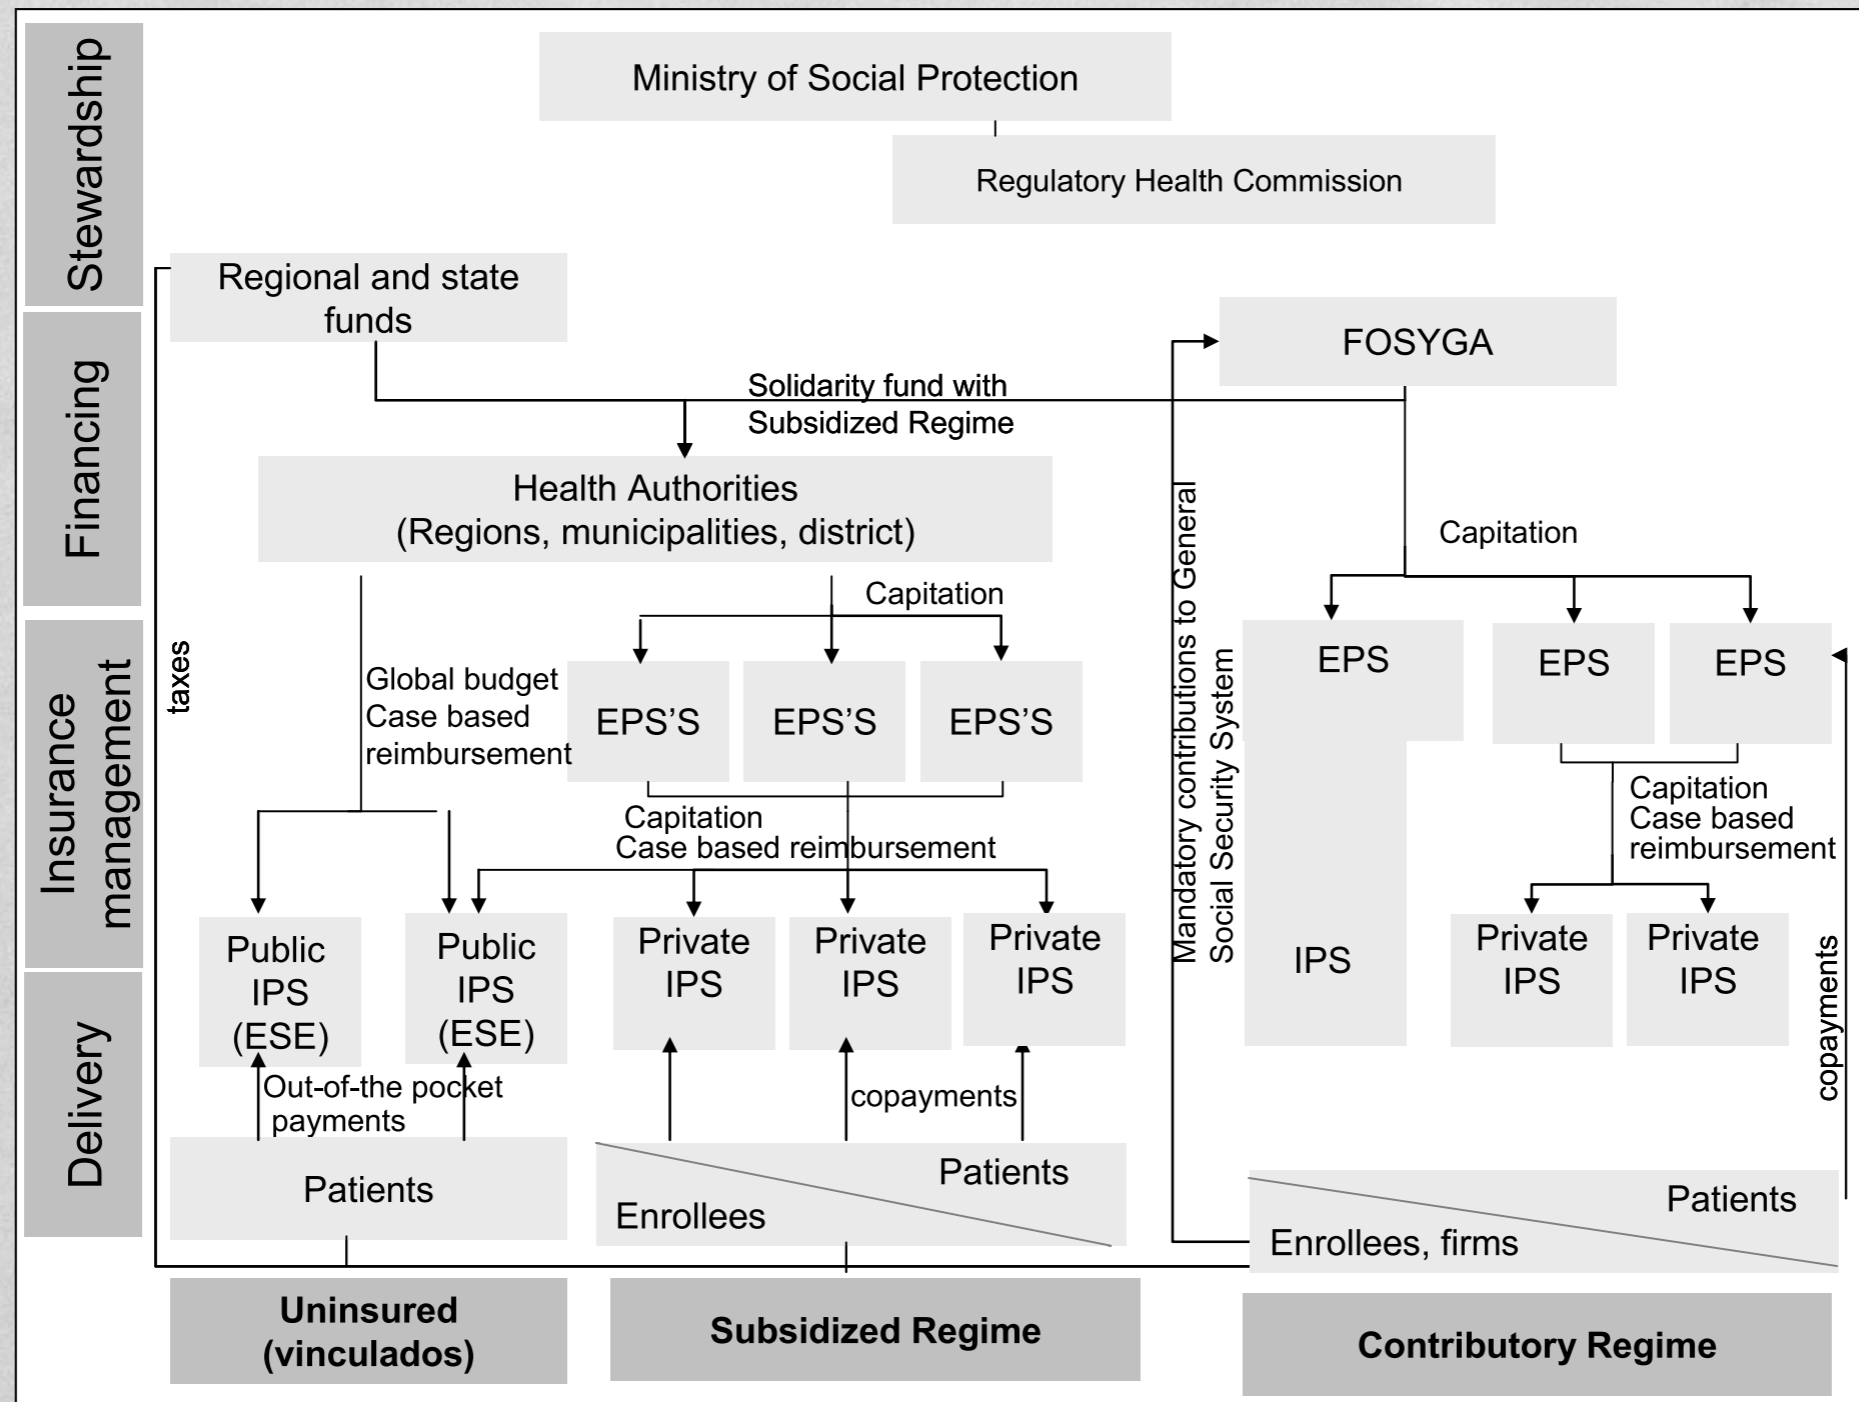 Stewardship
Ministry of Social Protection
Regulatory Health Commission
Regional and state
funds
FOSYGA
Financing
Solidarity fund with
Subsidized Regime
Health Authorities
(Regions, municipalities, district)
Capitation
Capitation
taxes
Mandatory contributions to General
Social Security System
Insurance
management
Global budget
Case based
reimbursement
EPS’S
EPS’S
EPS’S
EPS
EPS
EPS
Capitation
Case based reimbursement
Capitation
Case based
reimbursement
Delivery
Public
IPS
(ESE)
Public
IPS
(ESE)
Private
IPS
Private
IPS
Private
IPS
IPS
Private
IPS
Private
IPS
copayments
Out-of-the pocket
payments
copayments
Patients
Patients
Enrollees
Patients
Enrollees, firms
Uninsured
(vinculados)
Subsidized Regime
Contributory Regime